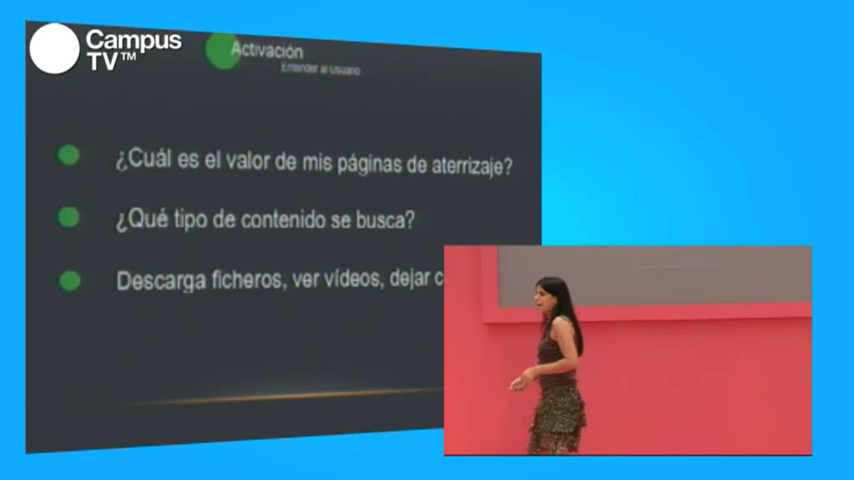 Campus
TV™
Activación
Entender al Usuario
¿Cuál es el valor de mis páginas de aterrizaje?
¿Qué tipo de contenido se busca?
Descarga ficheros, ver vídeos, dejar c